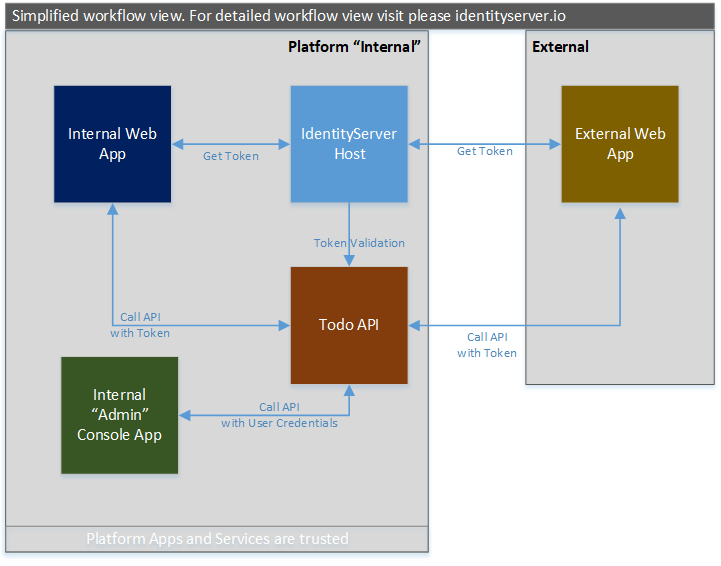 Simplified workflow view. For detailed workflow view visit please identityserver.io
Platform “Internal”
External
Internal Web
App
IdentityServer
Host
External Web
App
Get Token
Get Token
Token Validation
Todo API
Call API
with Token
Call API
with Token
Internal
“Admin”
Console App
Call API
with User Credentials
Platform Apps and Services are trusted